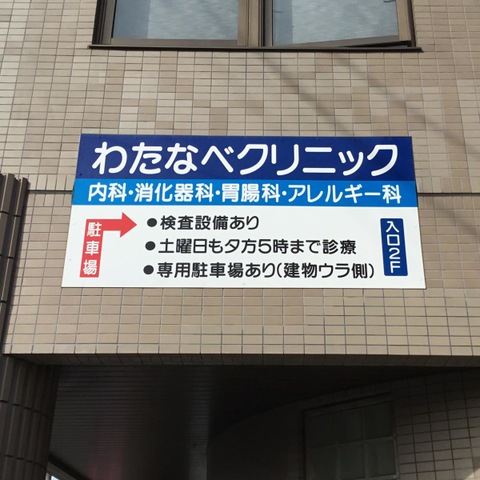 わたなべクリニック
内科・消化器科・胃腸科・アレルギー科
駐車場
●検査設備あり
●土曜日も夕方5時まで診療
●専用駐車場あり(建物ウラ側)
入口2F